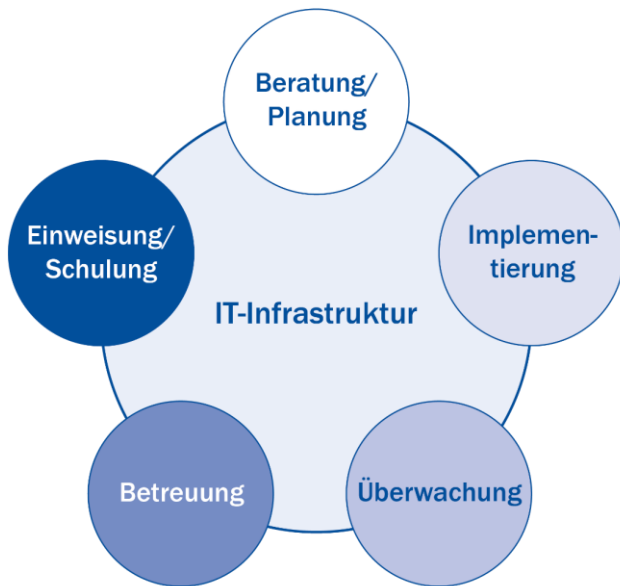 Beratung/
Planung
Einweisung/
Schulung
Implemen-
tierung
IT-Infrastruktur
Betreuung
Überwachung